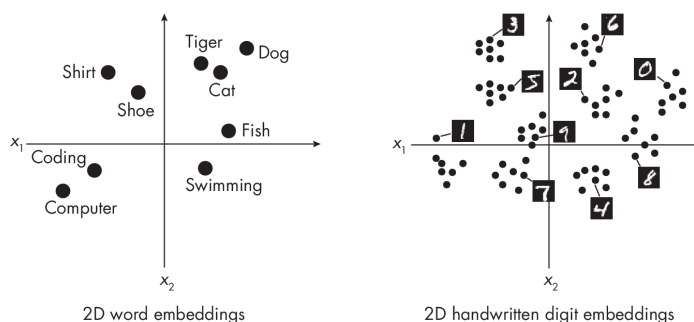 Tiger
Dog
Shirt
Cat
Shoe
x1
Fish
Coding
Swimming
Computer
x2
2D word embeddings
3
6
5
2
0
x1
1
9
8
7
4
x2
2D handwritten digit embeddings